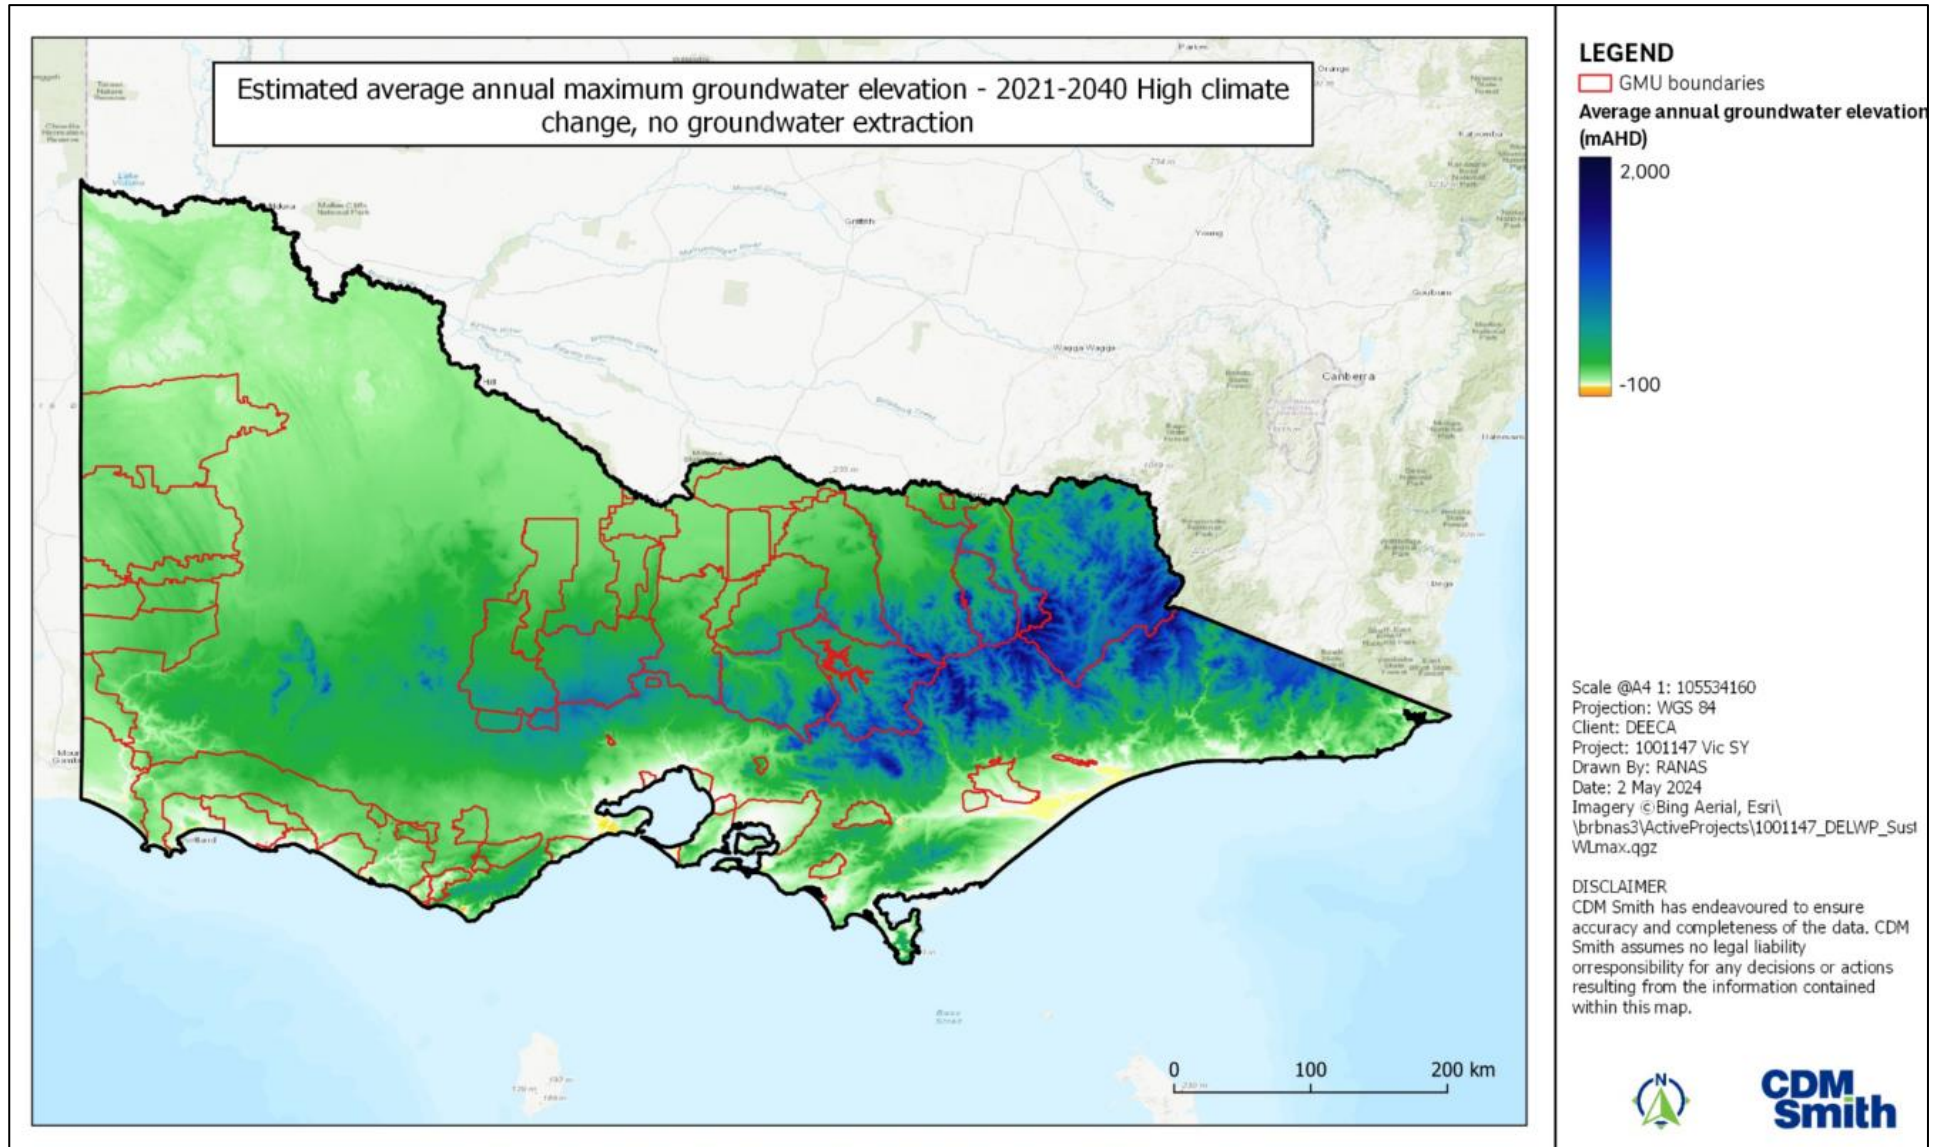 Estimated average annual maximum groundwater elevation - 2021-2040 High climate
change, no groundwater extraction
Griffith
Young
Orange
Katoomba
Goulburn
Wagga Wagga
Canberra
Bega
Portland
0 100 200 km
LEGEND
GMU boundaries
Average annual groundwater elevation
(mAHD)
2,000
-100
Scale @A4 1: 105534160
Projection: WGS 84
Client: DEECA
Project: 1001147 Vic SY
Drawn By: RANAS
Date: 2 May 2024
Imagery ©Bing Aerial, Esri\
\brbnas3\ActiveProjects\1001147_DELWP_Sust
WLmax.qgz
DISCLAIMER
CDM Smith has endeavoured to ensure
accuracy and completeness of the data. CDM
Smith assumes no legal liability
orresponsibility for any decisions or actions
resulting from the information contained
within this map.
N
CDM
Smith